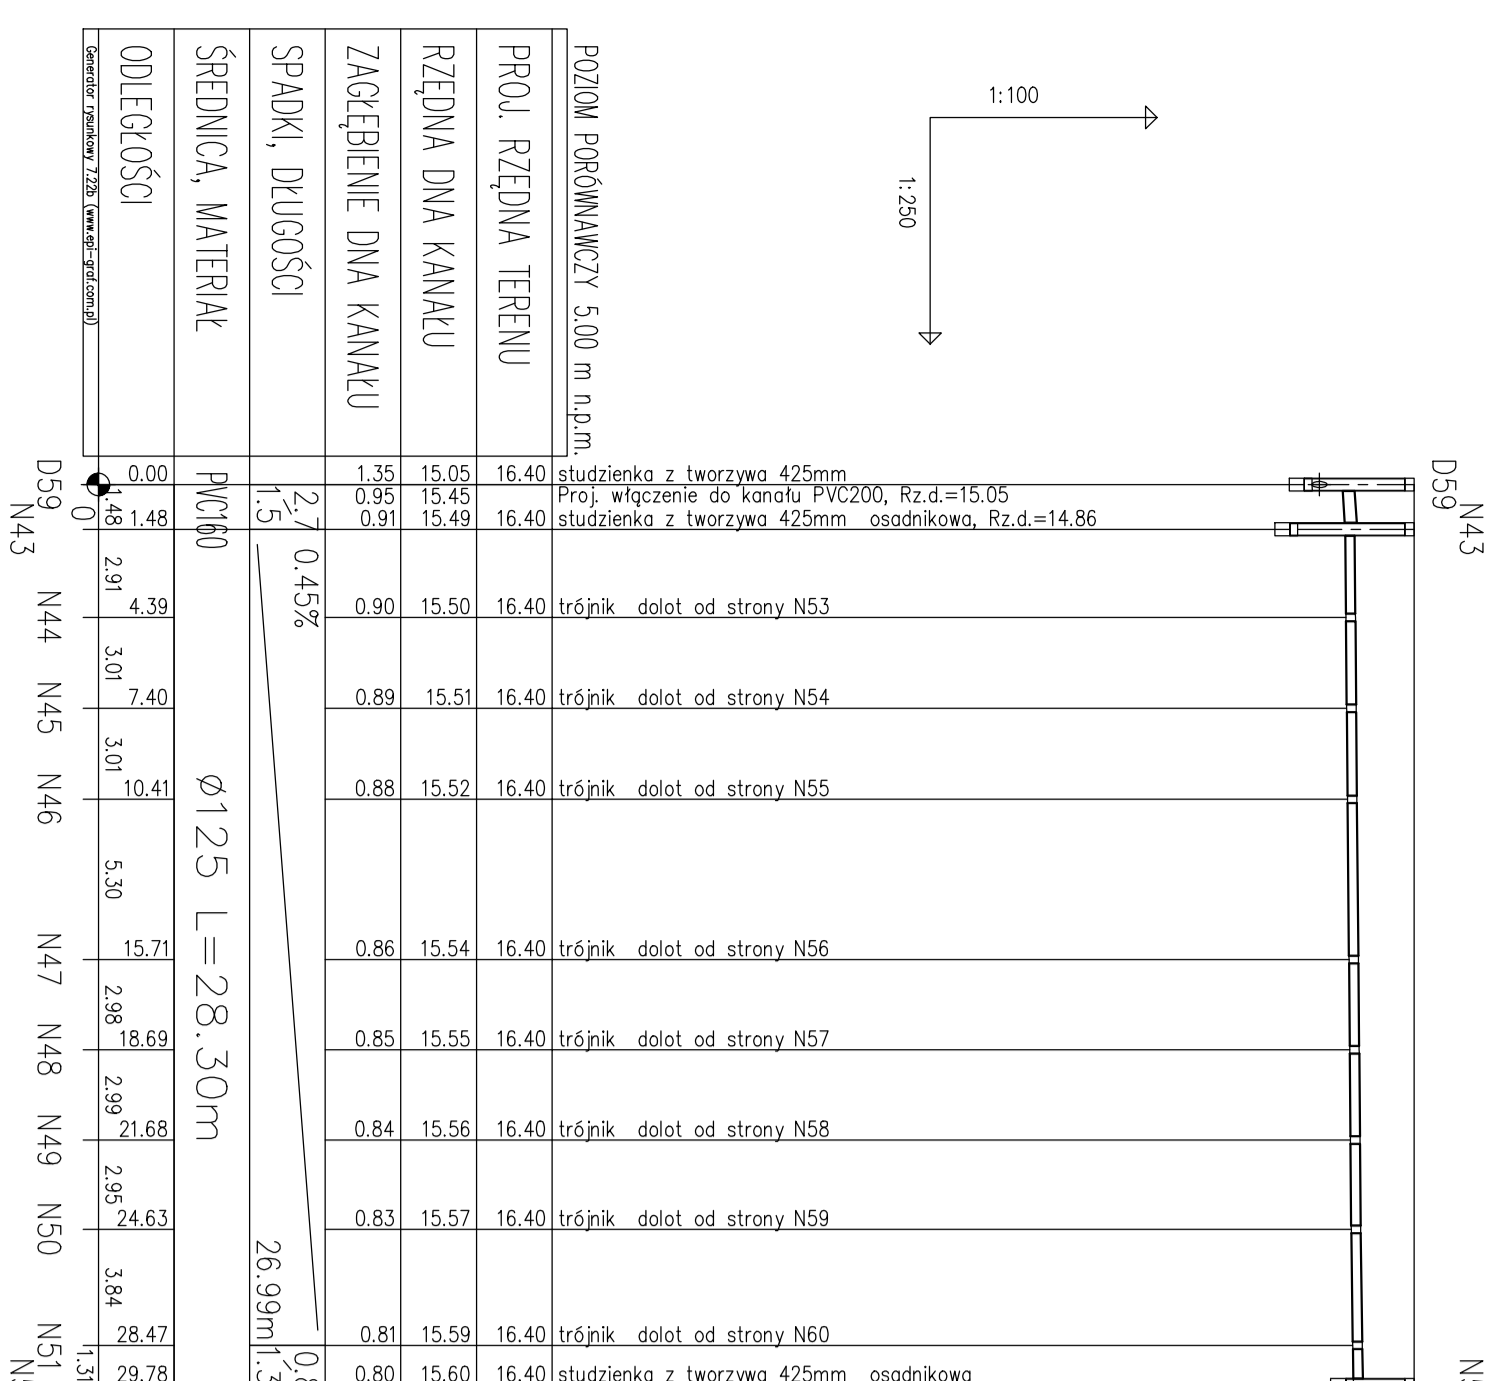 1:100
1:250
POZIOM PORÓWNAWCZY 5.00 m n.p.m.
PROJ. RZĘDNA TERENU
RZĘDNA DNA KANAŁU
ZAGŁĘBIENIE DNA KANAŁU
SPADKI, DŁUGOŚCI
ŚREDNICA, MATERIAŁ
ODLEGŁOŚCI
Generator rysunkowy 7.22b (www.epi-graf.com.pl)
D59 0.00 1.35 15.05 16.40 studzienka z tworzywa 425mm D59
0.95 15.45 Proj. włączenie do kanału PVC200, Rz.d.=15.05
N43 0 1.48 1.48 0.91 15.49 16.40 studzienka z tworzywa 425mm osadnikowa, Rz.d.=14.86 N43
PVC160
2.7
1.5
0.45%
2.91
N44 4.39 0.90 15.50 16.40 trójnik dolot od strony N53
3.01
N45 7.40 0.89 15.51 16.40 trójnik dolot od strony N54
3.01
N46 10.41 0.88 15.52 16.40 trójnik dolot od strony N55
Ø125 L=28.30m
5.30
N47 15.71 0.86 15.54 16.40 trójnik dolot od strony N56
2.98
N48 18.69 0.85 15.55 16.40 trójnik dolot od strony N57
2.99
N49 21.68 0.84 15.56 16.40 trójnik dolot od strony N58
2.95
N50 24.63 0.83 15.57 16.40 trójnik dolot od strony N59
3.84
26.99m
N51 28.47 0.81 15.59 16.40 trójnik dolot od strony N60
1.31
29.78 0.80 15.60 16.40 studzienka z tworzywa 425mm osadnikowa